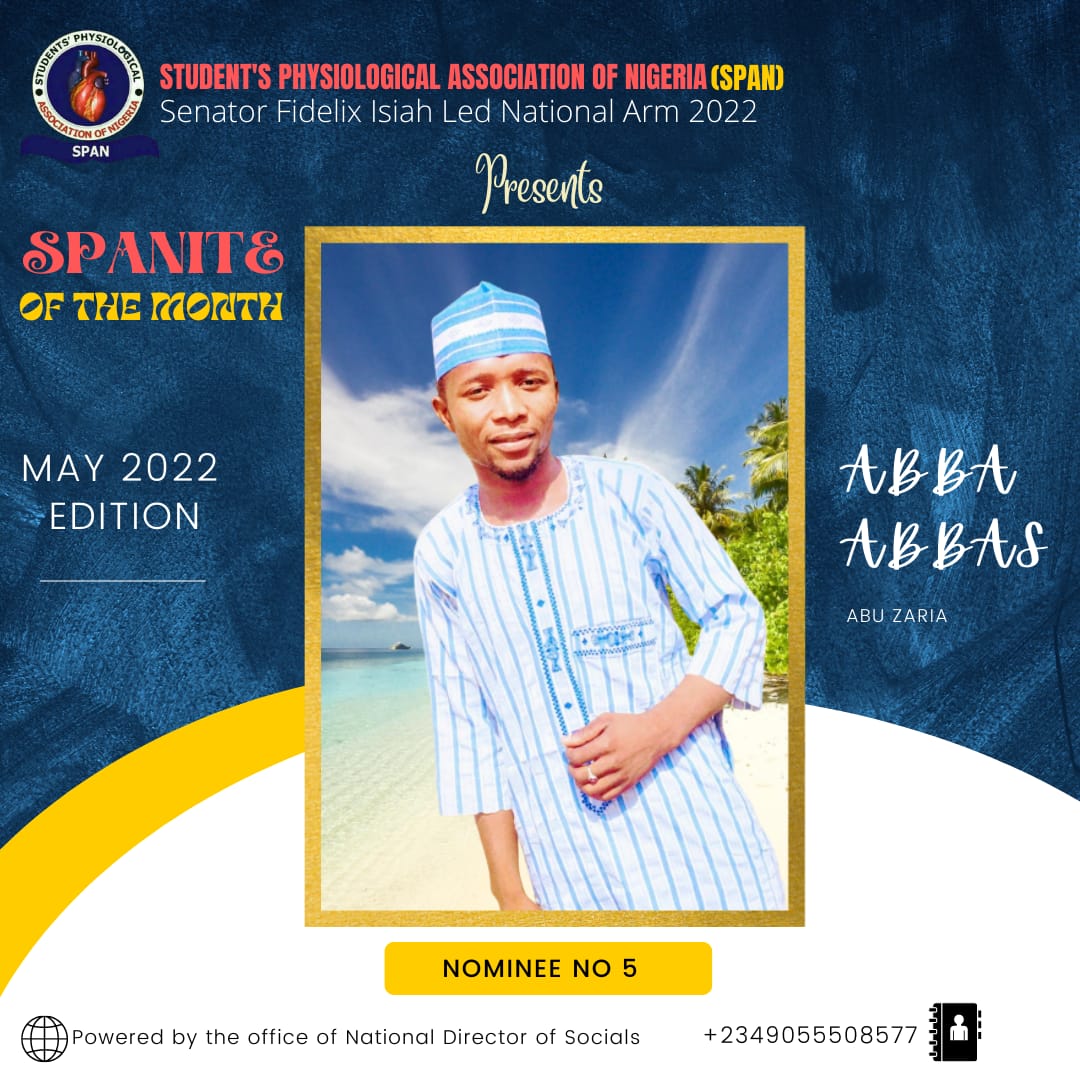 STUDENTS' PHYSIOLOGICAL
ASSOCIATION OF NIGERIA
SPAN
STUDENT'S PHYSIOLOGICAL ASSOCIATION OF NIGERIA (SPAN)
Senator Fidelix Isiah Led National Arm 2022
Presents
SPANITE
OF THE MONTH
MAY 2022
EDITION
ABBA
ABBAS
ABU ZARIA
NOMINEE NO 5
Powered by the office of National Director of Socials
+2349055508577